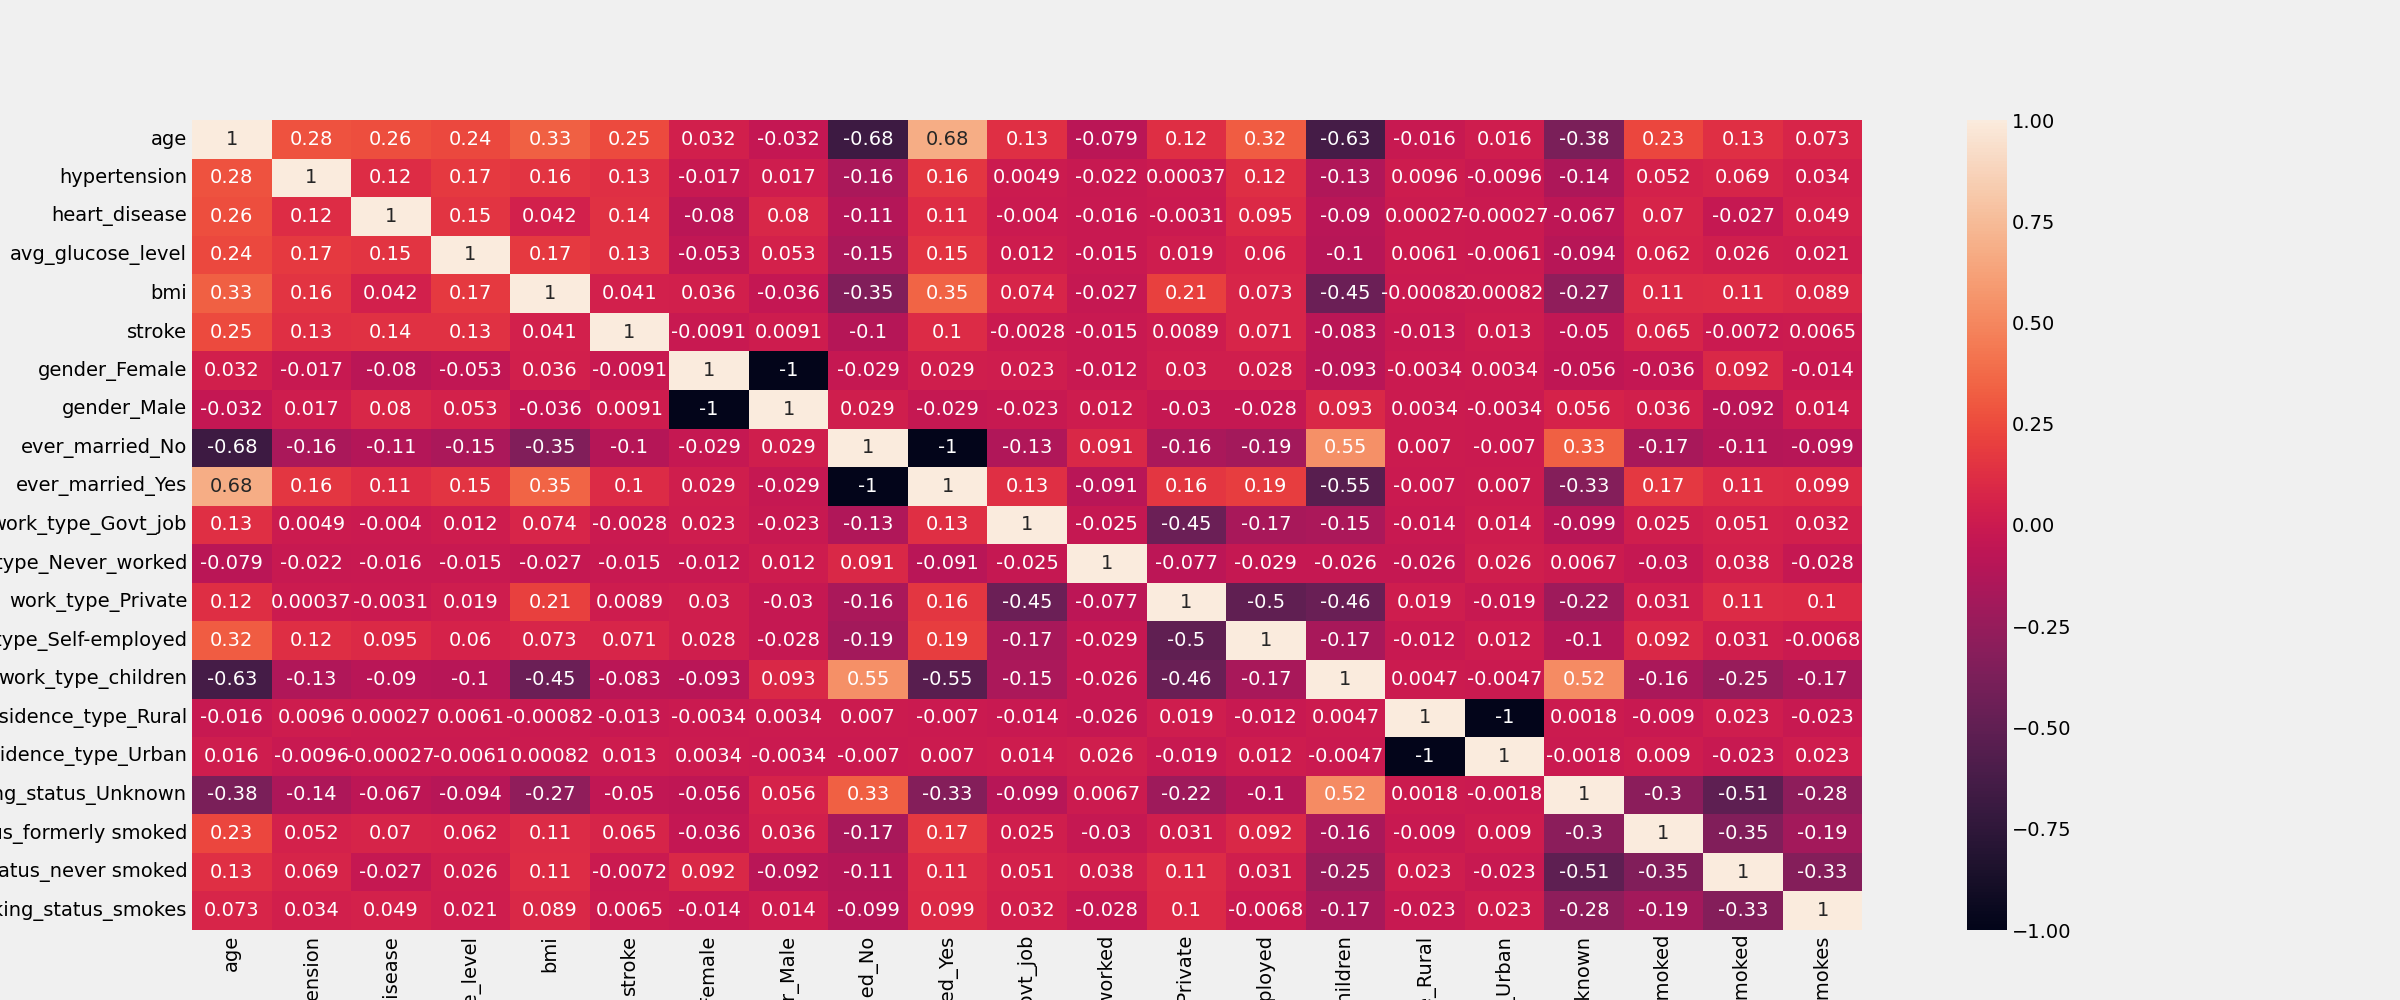 age 1 0.28 0.26 0.24 0.33 0.25 0.032 -0.032 -0.68 0.68 0.13 -0.079 0.12 0.32 -0.63 -0.016 0.016 -0.38 0.23 0.13 0.073 1.00
hypertension 0.28 1 0.12 0.17 0.16 0.13 -0.017 0.017 -0.16 0.16 0.0049 -0.022 0.00037 0.12 -0.13 0.0096 -0.0096 -0.14 0.052 0.069 0.034
heart_disease 0.26 0.12 1 0.15 0.042 0.14 -0.08 0.08 -0.11 0.11 -0.004 -0.016 -0.0031 0.095 -0.09 0.00027 -0.00027 -0.067 0.07 -0.027 0.049 0.75
avg_glucose_level 0.24 0.17 0.15 1 0.17 0.13 -0.053 0.053 -0.15 0.15 0.012 -0.015 0.019 0.06 -0.1 0.0061 -0.0061 -0.094 0.062 0.026 0.021
bmi 0.33 0.16 0.042 0.17 1 0.041 0.036 -0.036 -0.35 0.35 0.074 -0.027 0.21 0.073 -0.45 -0.00082 0.00082 -0.27 0.11 0.11 0.089
stroke 0.25 0.13 0.14 0.13 0.041 1 -0.0091 0.0091 -0.1 0.1 -0.0028 -0.015 0.0089 0.071 -0.083 -0.013 0.013 -0.05 0.065 -0.0072 0.0065 0.50
gender_Female 0.032 -0.017 -0.08 -0.053 0.036 -0.0091 1 -1 -0.029 0.029 0.023 -0.012 0.03 0.028 -0.093 -0.0034 0.0034 -0.056 -0.036 0.092 -0.014
gender_Male -0.032 0.017 0.08 0.053 -0.036 0.0091 -1 1 0.029 -0.029 -0.023 0.012 -0.03 -0.028 0.093 0.0034 -0.0034 0.056 0.036 -0.092 0.014 0.25
ever_married_No -0.68 -0.16 -0.11 -0.15 -0.35 -0.1 -0.029 0.029 1 -1 -0.13 0.091 -0.16 -0.19 0.55 0.007 -0.007 0.33 -0.17 -0.11 -0.099
ever_married_Yes 0.68 0.16 0.11 0.15 0.35 0.1 0.029 -0.029 -1 1 0.13 -0.091 0.16 0.19 -0.55 -0.007 0.007 -0.33 0.17 0.11 0.099
work_type_Govt_job 0.13 0.0049 -0.004 0.012 0.074 -0.0028 0.023 -0.023 -0.13 0.13 1 -0.025 -0.45 -0.17 -0.15 -0.014 0.014 -0.099 0.025 0.051 0.032 0.00
type_Never_worked -0.079 -0.022 -0.016 -0.015 -0.027 -0.015 -0.012 0.012 0.091 -0.091 -0.025 1 -0.077 -0.029 -0.026 -0.026 0.026 0.0067 -0.03 0.038 -0.028
work_type_Private 0.12 0.00037 -0.0031 0.019 0.21 0.0089 0.03 -0.03 -0.16 0.16 -0.45 -0.077 1 -0.5 -0.46 0.019 -0.019 -0.22 0.031 0.11 0.1
type_Self-employed 0.32 0.12 0.095 0.06 0.073 0.071 0.028 -0.028 -0.19 0.19 -0.17 -0.029 -0.5 1 -0.17 -0.012 0.012 -0.1 0.092 0.031 -0.0068 −0.25
work_type_children -0.63 -0.13 -0.09 -0.1 -0.45 -0.083 -0.093 0.093 0.55 -0.55 -0.15 -0.026 -0.46 -0.17 1 0.0047 -0.0047 0.52 -0.16 -0.25 -0.17
sidence_type_Rural -0.016 0.0096 0.00027 0.0061 -0.00082 -0.013 -0.0034 0.0034 0.007 -0.007 -0.014 -0.026 0.019 -0.012 0.0047 1 -1 0.0018 -0.009 0.023 -0.023 −0.50
idence_type_Urban 0.016 -0.0096 -0.00027 -0.0061 0.00082 0.013 0.0034 -0.0034 -0.007 0.007 0.014 0.026 -0.019 0.012 -0.0047 -1 1 -0.0018 0.009 -0.023 0.023
ng_status_Unknown -0.38 -0.14 -0.067 -0.094 -0.27 -0.05 -0.056 0.056 0.33 -0.33 -0.099 0.0067 -0.22 -0.1 0.52 0.0018 -0.0018 1 -0.3 -0.51 -0.28
us_formerly smoked 0.23 0.052 0.07 0.062 0.11 0.065 -0.036 0.036 -0.17 0.17 0.025 -0.03 0.031 0.092 -0.16 -0.009 0.009 -0.3 1 -0.35 -0.19 −0.75
atus_never smoked 0.13 0.069 -0.027 0.026 0.11 -0.0072 0.092 -0.092 -0.11 0.11 0.051 0.038 0.11 0.031 -0.25 0.023 -0.023 -0.51 -0.35 1 -0.33
king_status_smokes 0.073 0.034 0.049 0.021 0.089 0.0065 -0.014 0.014 -0.099 0.099 0.032 -0.028 0.1 -0.0068 -0.17 -0.023 0.023 -0.28 -0.19 -0.33 1 −1.00
age ension isease e_level bmi stroke Female r_Male ed_No ed_Yes ovt_job worked Private ployed hildren _Rural _Urban known moked moked mokes